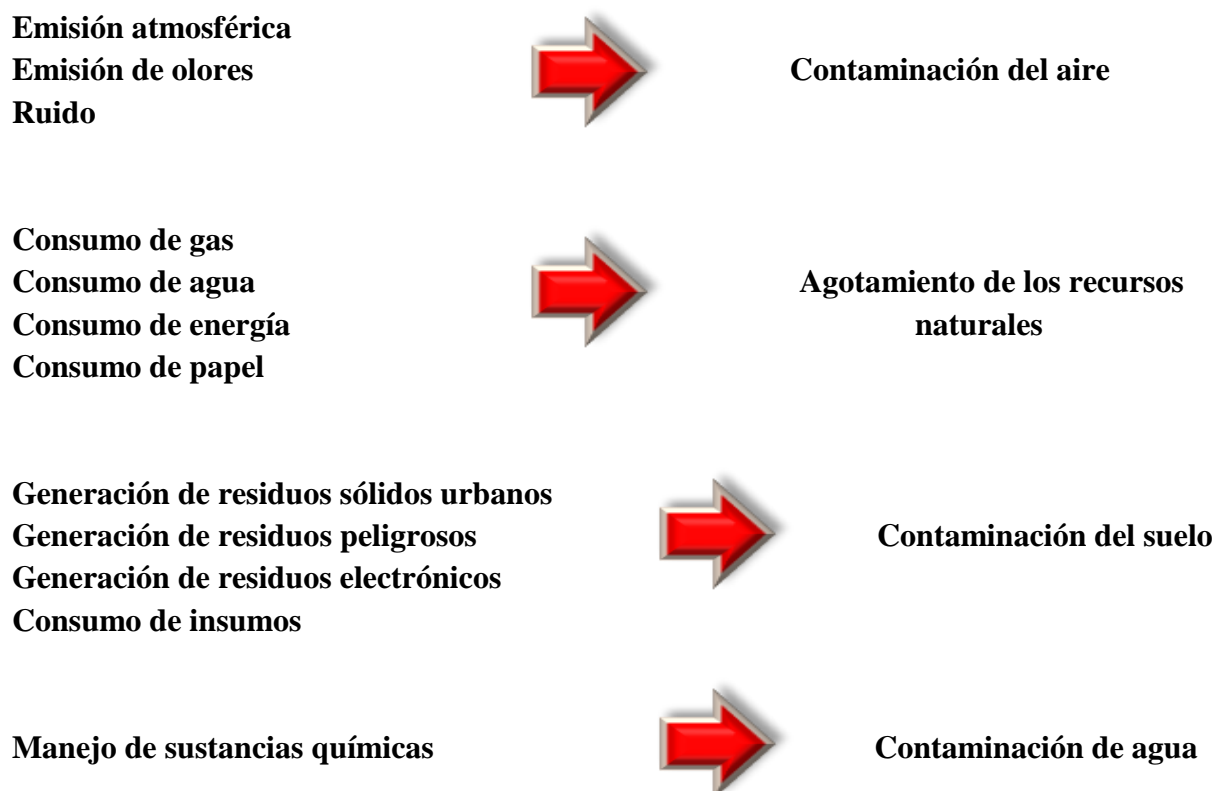 Emisión atmosférica
Emisión de olores
Ruido
Contaminación del aire
Consumo de gas
Consumo de agua
Consumo de energía
Consumo de papel
Agotamiento de los recursos
naturales
Generación de residuos sólidos urbanos
Generación de residuos peligrosos
Generación de residuos electrónicos
Consumo de insumos
Contaminación del suelo
Manejo de sustancias químicas
Contaminación de agua